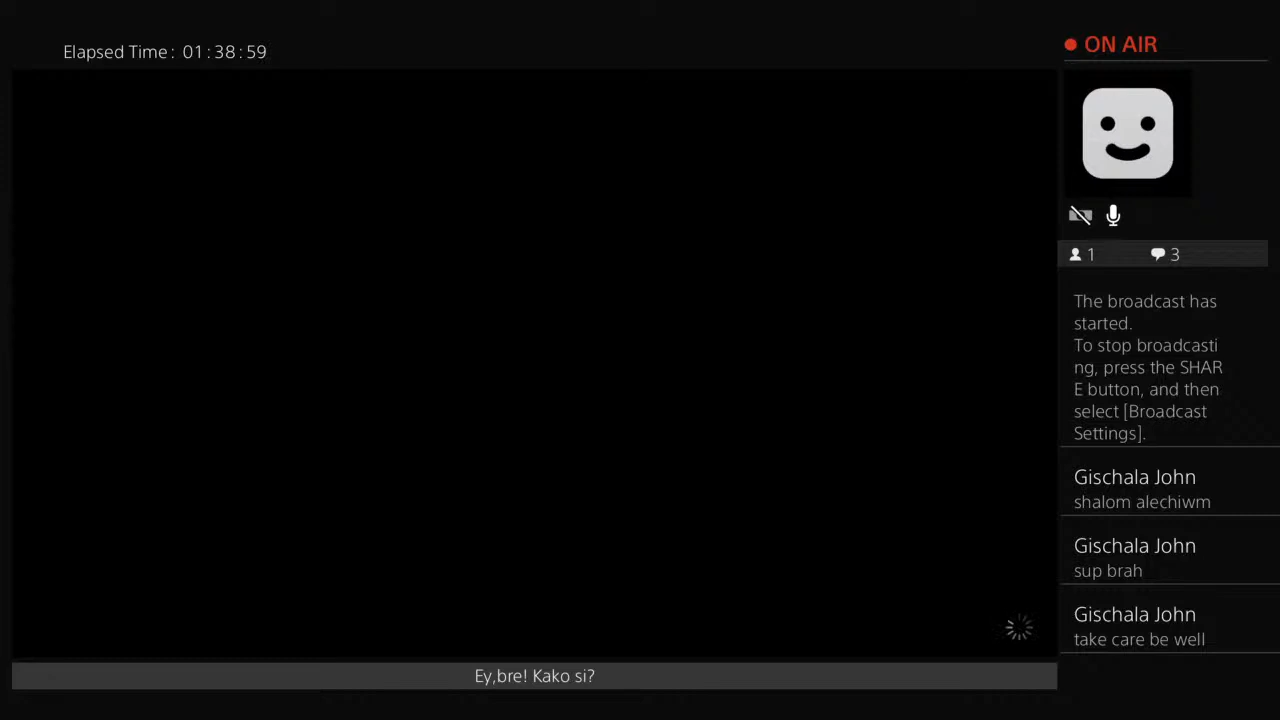 Elapsed Time: 01:38:59
ON AIR
1 3
The broadcast has
started.
To stop broadcasti
ng, press the SHAR
E button, and then
select [Broadcast
Settings].
Gischala John
shalom alechiwm
Gischala John
sup brah
Gischala John
take care be well
Ey,bre! Kako si?